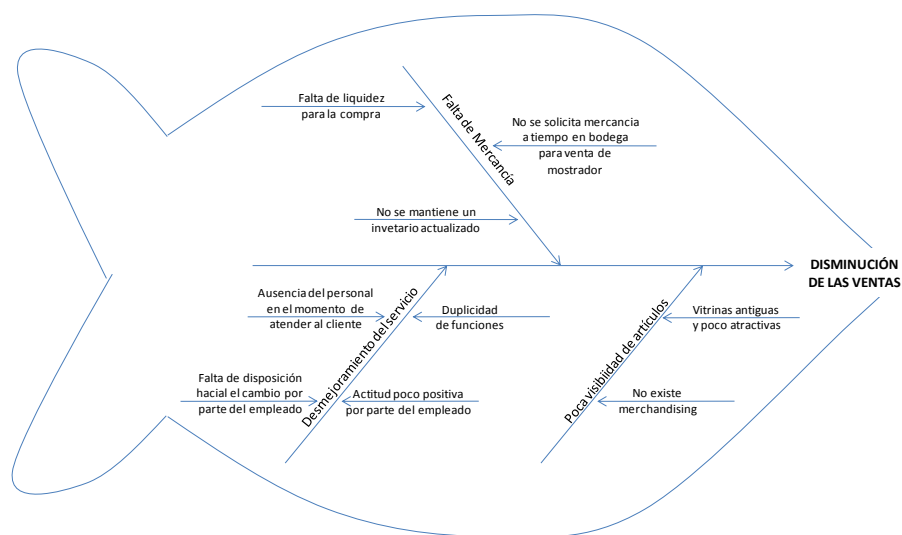 Falta de liquidez
para la compra
Falta de Mercancía
No se solicita mercancia
a tiempo en bodega
para venta de
mostrador
No se mantiene un
invetario actualizado
DISMINUCIÓN
DE LAS VENTAS
Ausencia del personal
en el momento de
atender al cliente
Desmejoramiento del servicio
Duplicidad
de funciones
Falta de disposición
hacial el cambio por
parte del empleado
Actitud poco positiva
por parte del empleado
Poca visibiidad de artículos
Vitrinas antiguas
y poco atractivas
No existe
merchandising